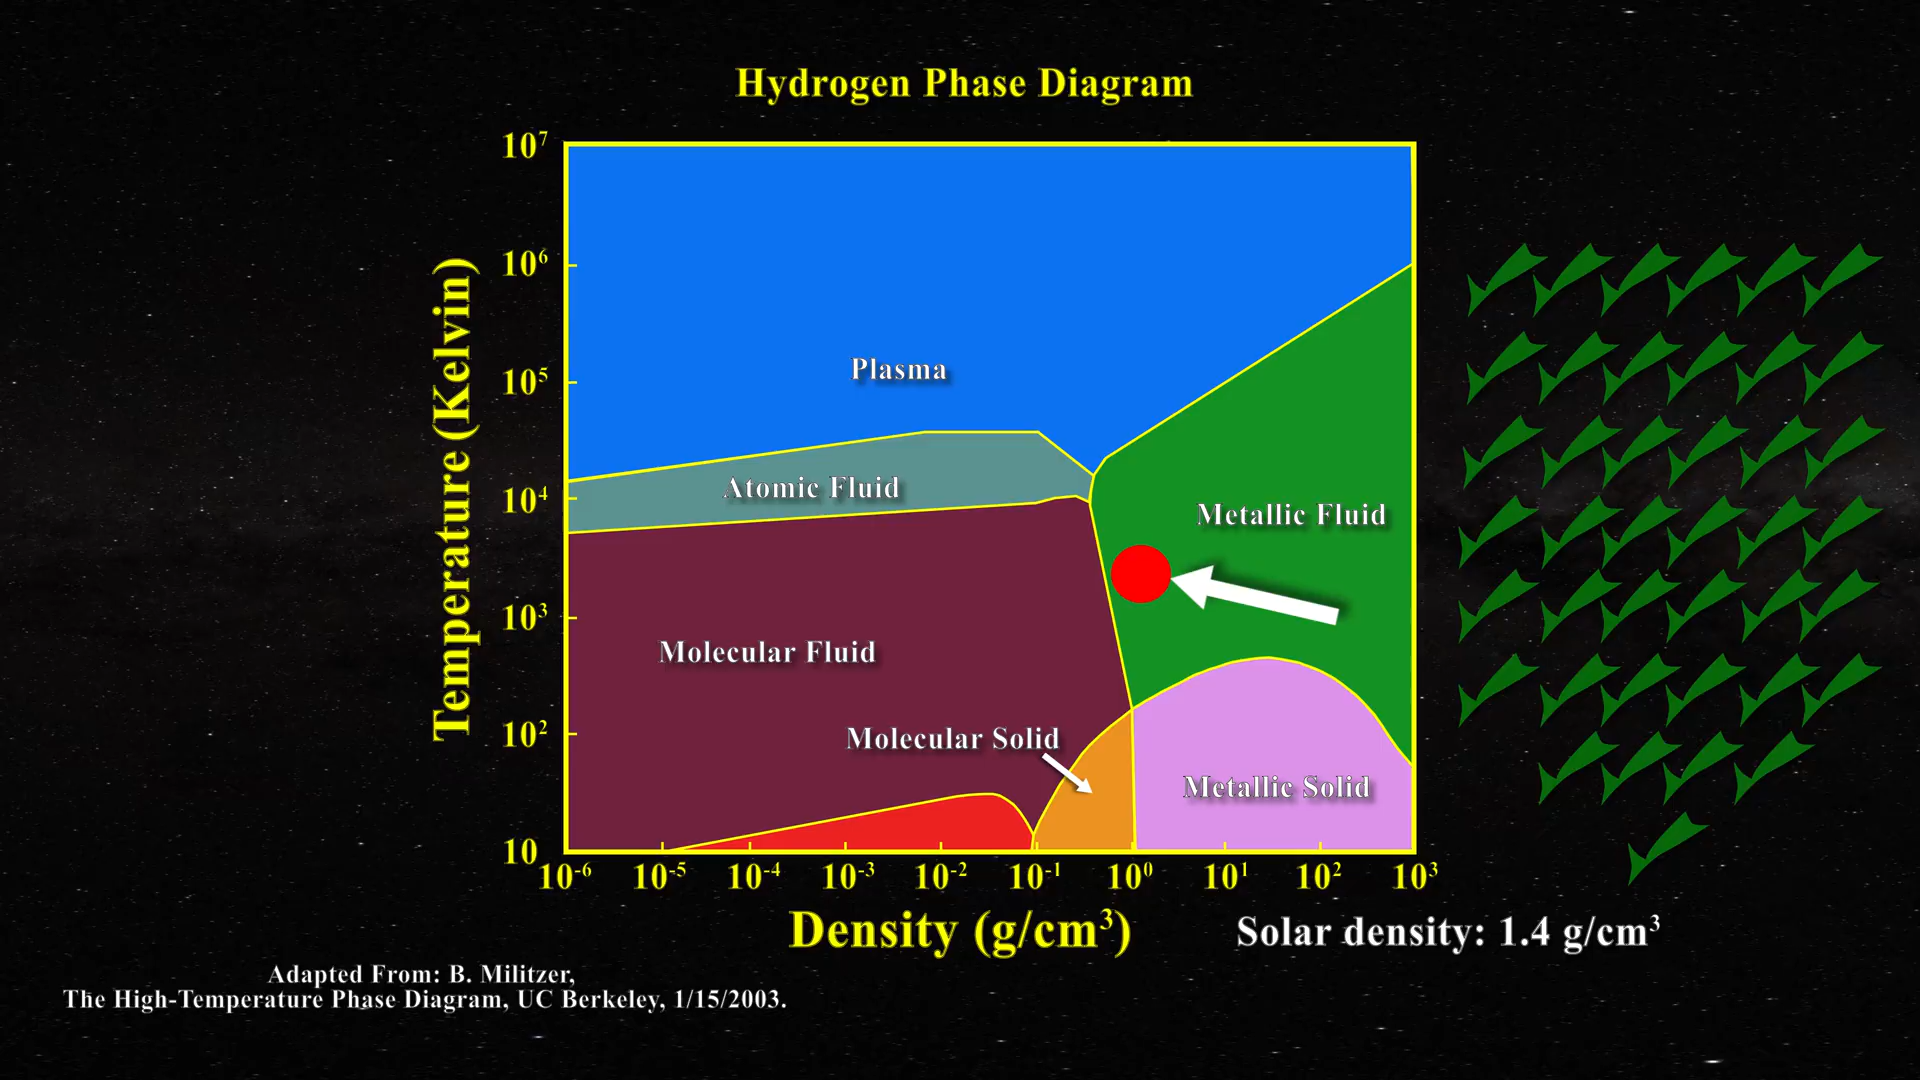 Hydrogen Phase Diagram
10⁷
10⁶
10⁵
10⁴
10³
10²
10
Temperature (Kelvin)
Plasma
Atomic Fluid
Metallic Fluid
Molecular Fluid
Molecular Solid
Metallic Solid
10⁻⁶ 10⁻⁵ 10⁻⁴ 10⁻³ 10⁻² 10⁻¹ 10⁰ 10¹ 10² 10³
Density (g/cm³)
Solar density: 1.4 g/cm³
Adapted From: B. Militzer,
The High-Temperature Phase Diagram, UC Berkeley, 1/15/2003.